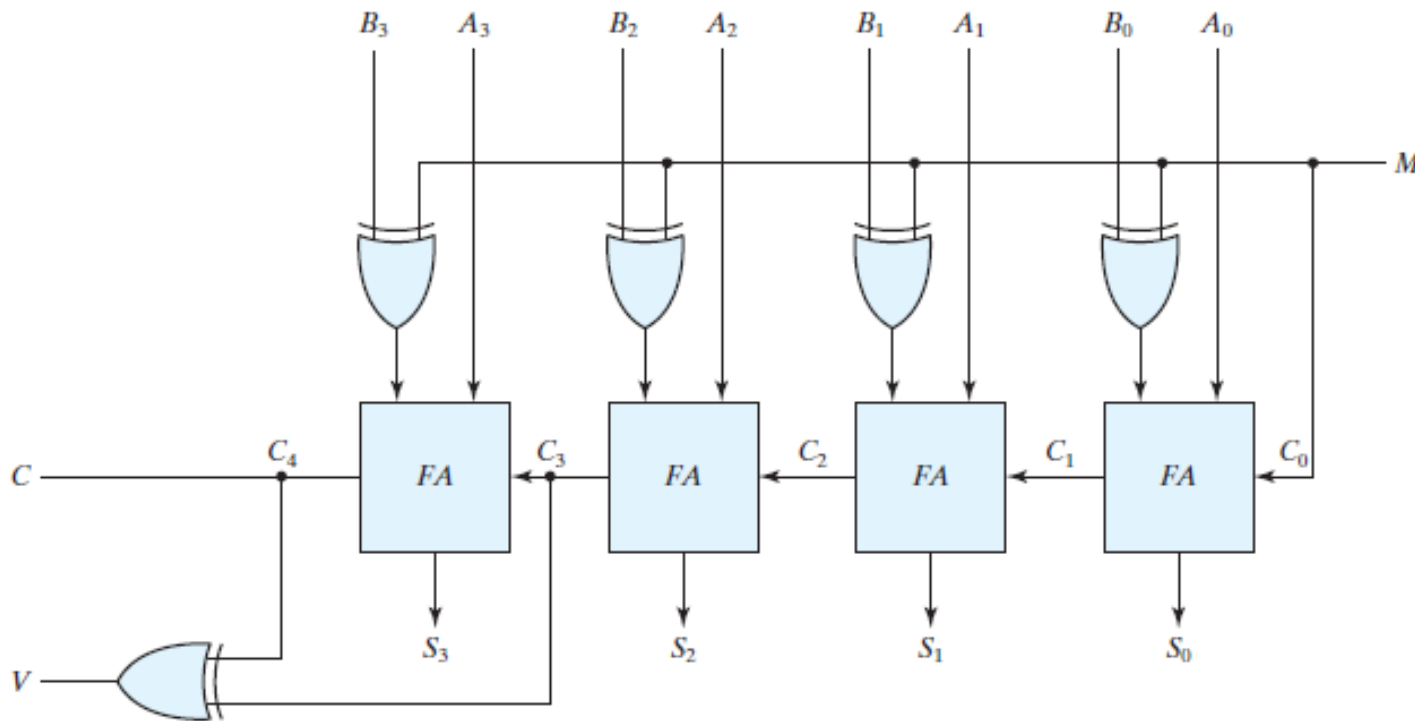 B₃ A₃ B₂ A₂ B₁ A₁ B₀ A₀
M
C C₄ FA C₃ FA C₂ FA C₁ FA C₀
S₃ S₂ S₁ S₀
V